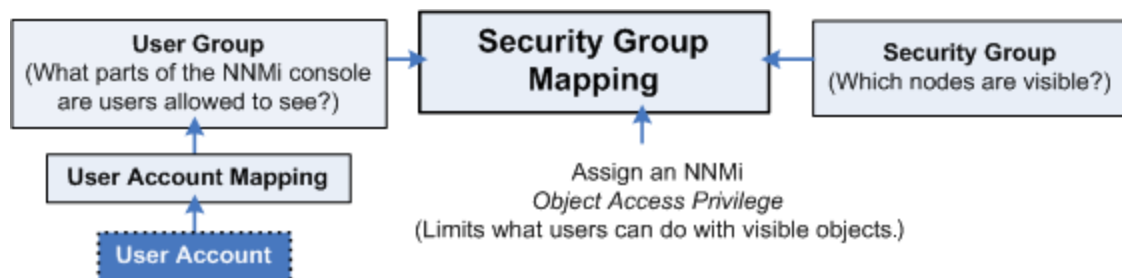 User Group
(What parts of the NNMi console
are users allowed to see?)
Security Group
Mapping
Security Group
(Which nodes are visible?)
User Account Mapping
User Account
Assign an NNMi
Object Access Privilege
(Limits what users can do with visible objects.)